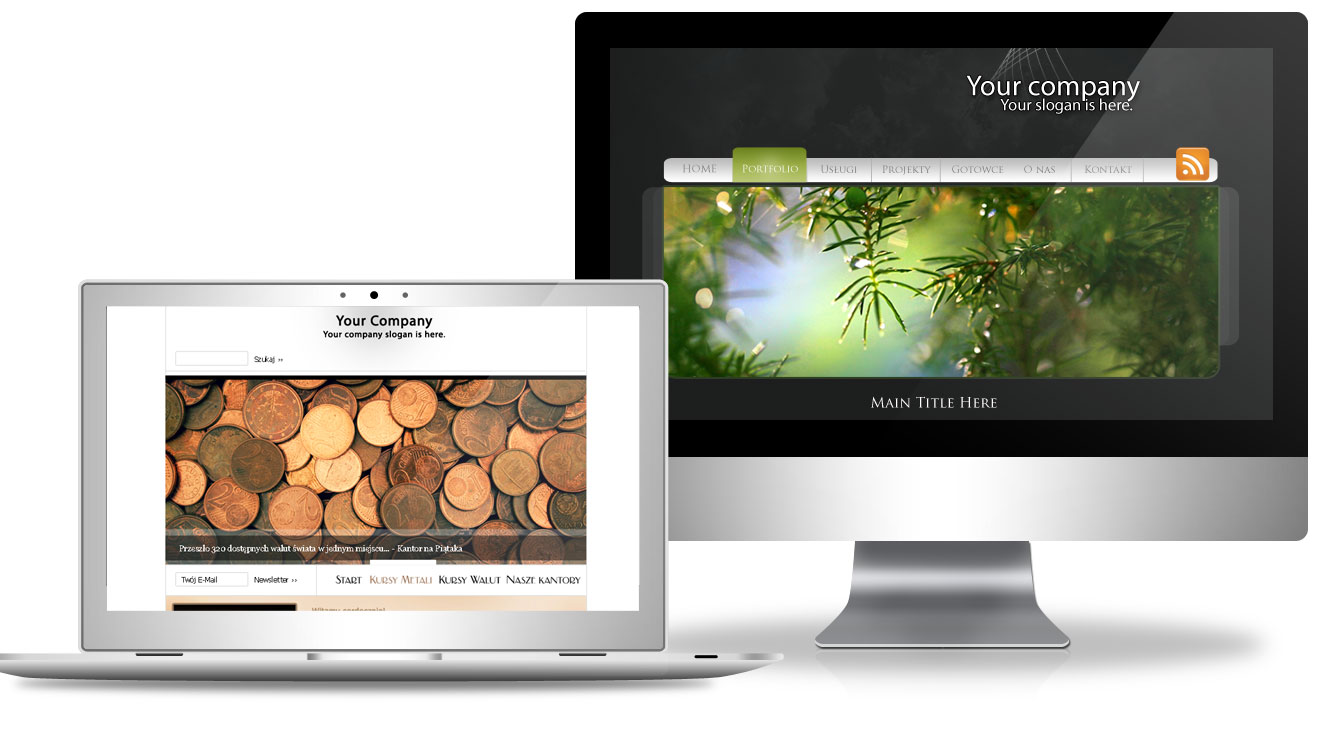 Your company
Your slogan is here.
HOME PORTFOLIO USŁUGI PROJEKTY GOTOWCE O NAS KONTAKT
MAIN TITLE HERE
Your Company
Your company slogan is here.
Szukaj ››
Przeszło 320 dostępnych walut świata w jednym miejscu... - Kantor na Piątaka
Twój E-Mail Newsletter ›› START KURSY METALI KURSY WALUT NASZE KANTORY